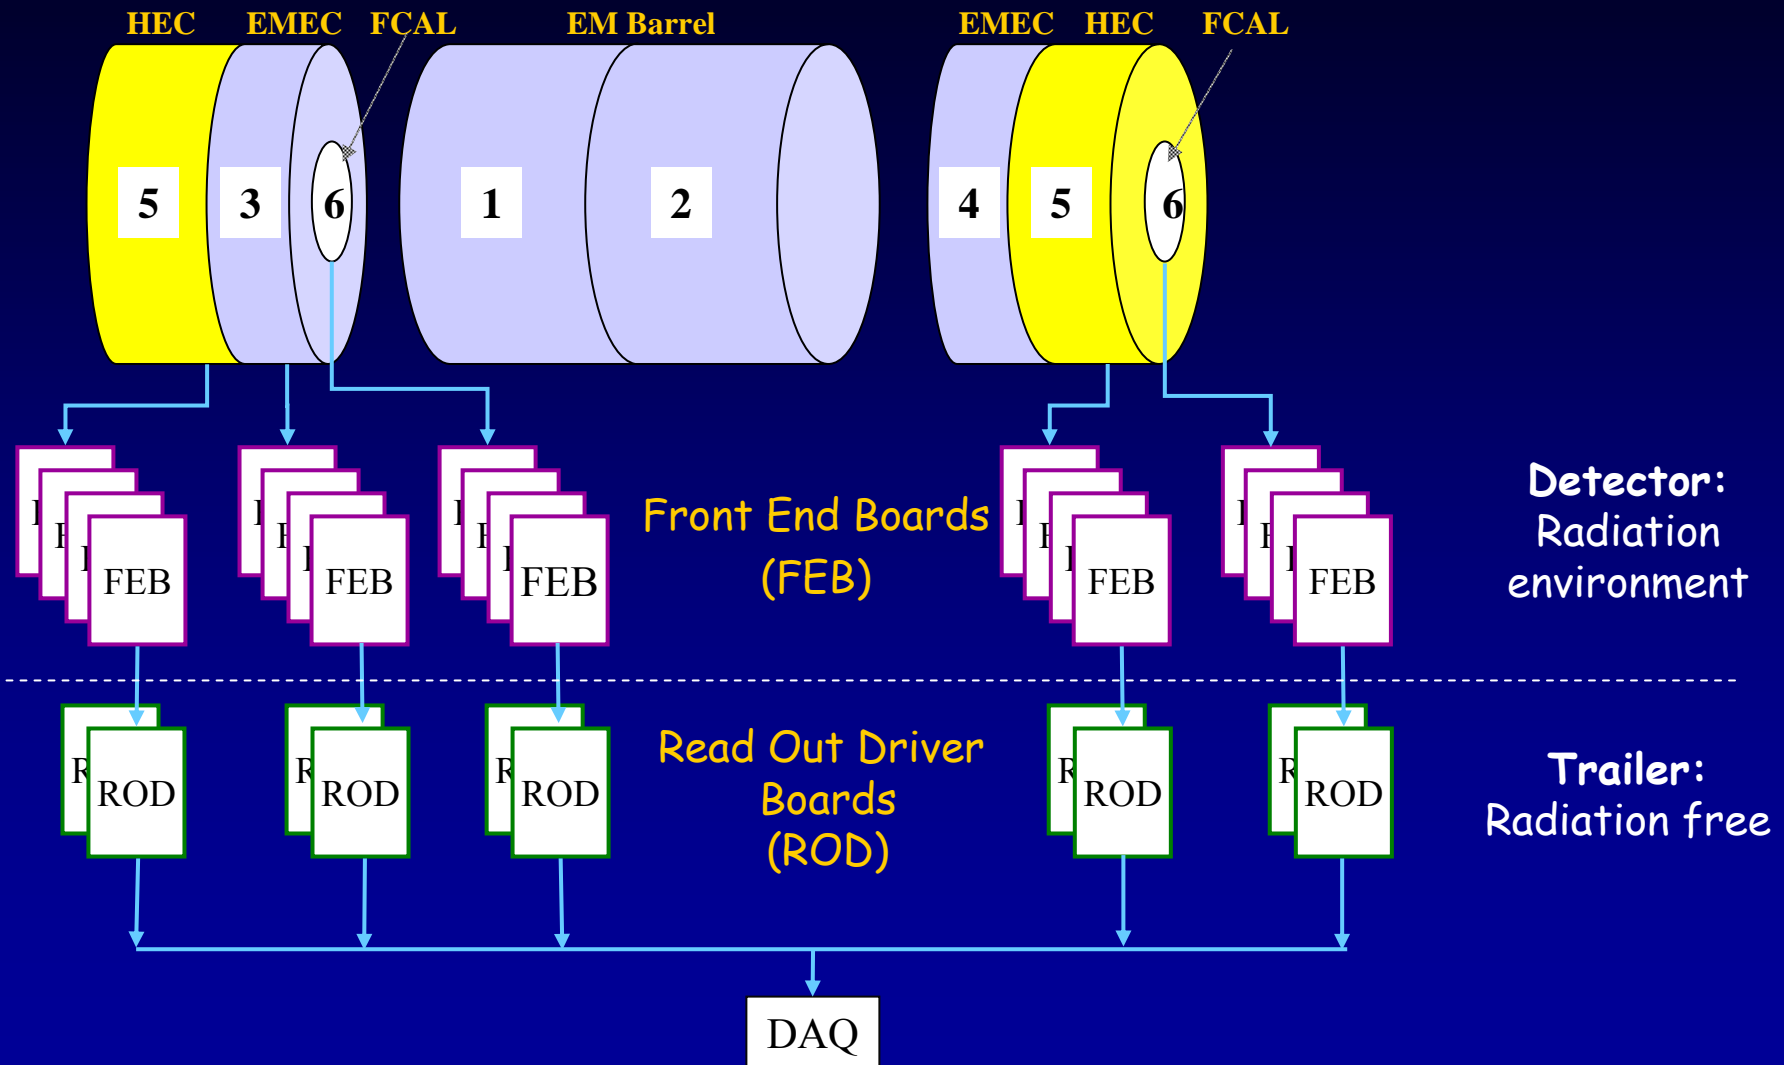 HEC EMEC FCAL EM Barrel EMEC HEC FCAL
5 3 6 1 2 4 5 6
Front End Boards
(FEB)
Detector:
Radiation
environment
FEB FEB FEB FEB FEB
Read Out Driver
Boards
(ROD)
Trailer:
Radiation free
ROD ROD ROD ROD ROD
DAQ